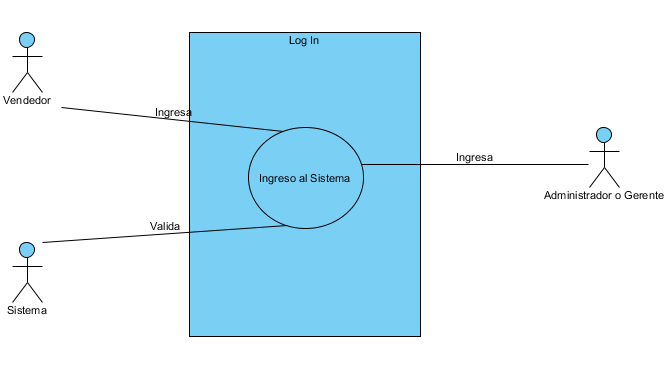 Log In
Vendedor
Ingresa
Ingresa
Ingreso al Sistema
Administrador o Gerente
Valida
Sistema